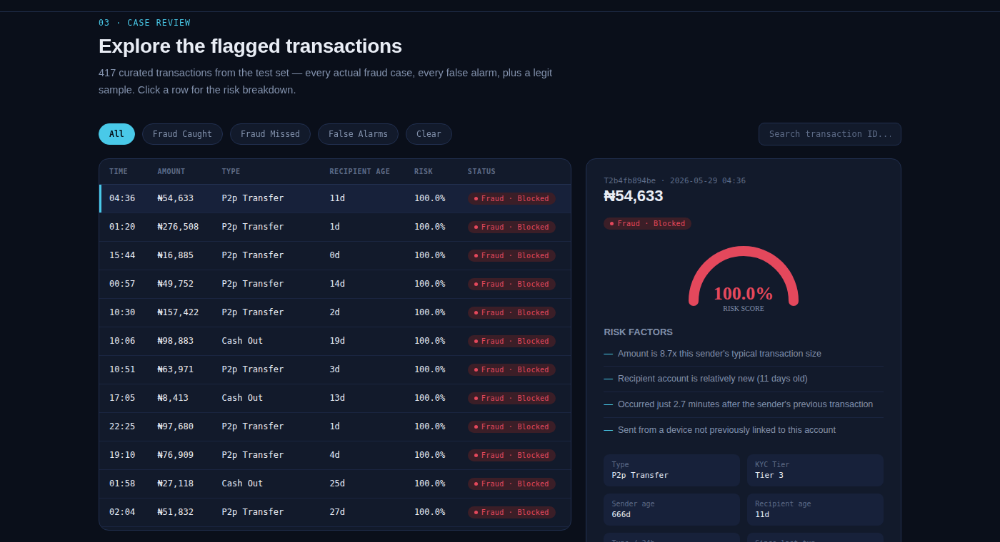 03 · CASE REVIEW
Explore the flagged transactions
417 curated transactions from the test set — every actual fraud case, every false alarm, plus a legit
sample. Click a row for the risk breakdown.
All Fraud Caught Fraud Missed False Alarms Clear Search transaction ID...
TIME AMOUNT TYPE RECIPIENT AGE RISK STATUS
04:36 ₦54,633 P2p Transfer 11d 100.0% Fraud · Blocked
01:20 ₦276,508 P2p Transfer 1d 100.0% Fraud · Blocked
15:44 ₦16,885 P2p Transfer 0d 100.0% Fraud · Blocked
00:57 ₦49,752 P2p Transfer 14d 100.0% Fraud · Blocked
10:30 ₦157,422 P2p Transfer 2d 100.0% Fraud · Blocked
10:06 ₦98,883 Cash Out 19d 100.0% Fraud · Blocked
10:51 ₦63,971 P2p Transfer 3d 100.0% Fraud · Blocked
17:05 ₦8,413 Cash Out 13d 100.0% Fraud · Blocked
22:25 ₦97,680 P2p Transfer 1d 100.0% Fraud · Blocked
19:10 ₦76,909 P2p Transfer 4d 100.0% Fraud · Blocked
01:58 ₦27,118 Cash Out 25d 100.0% Fraud · Blocked
02:04 ₦51,832 P2p Transfer 27d 100.0% Fraud · Blocked
T2b4fb894be · 2026-05-29 04:36
₦54,633
Fraud · Blocked
100.0%
RISK SCORE
RISK FACTORS
— Amount is 8.7x this sender's typical transaction size
— Recipient account is relatively new (11 days old)
— Occurred just 2.7 minutes after the sender's previous transaction
— Sent from a device not previously linked to this account
Type KYC Tier
P2p Transfer Tier 3
Sender age Recipient age
666d 11d